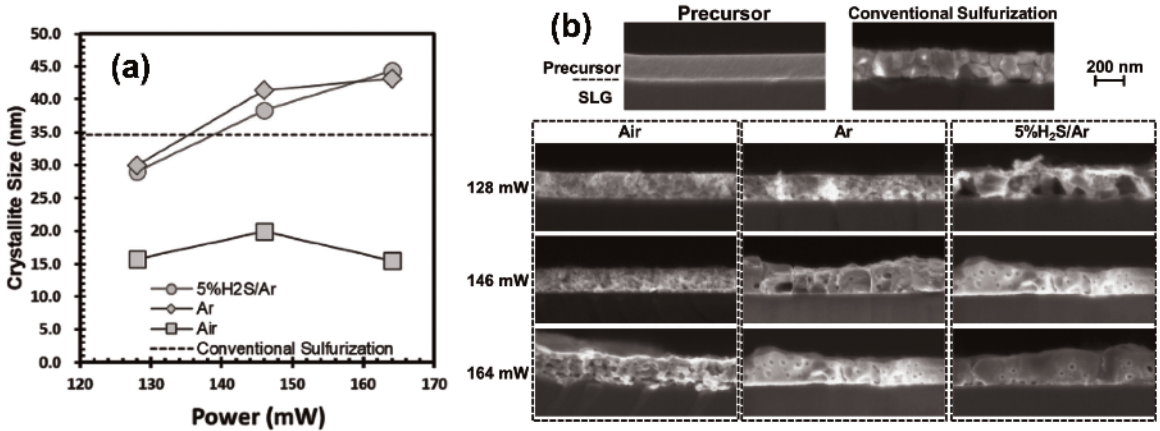 (a)
Crystallite Size (nm)
50.0
45.0
40.0
35.0
30.0
25.0
20.0
15.0
10.0
5.0
0.0
5%H2S/Ar
Ar
Air
Conventional Sulfurization
120 130 140 150 160 170
Power (mW)
(b)
Precursor Conventional Sulfurization
Precursor
SLG
200 nm
Air Ar 5%H₂S/Ar
128 mW
146 mW
164 mW